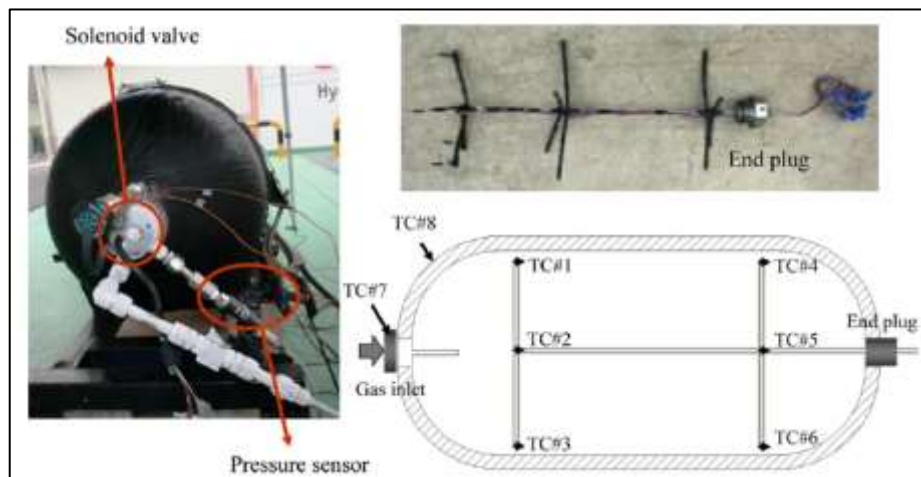 Solenoid valve
Hy
Pressure sensor
End plug
TC#8
TC#1
TC#4
TC#7
End plug
TC#2
TC#5
Gas inlet
TC#3
TC#6